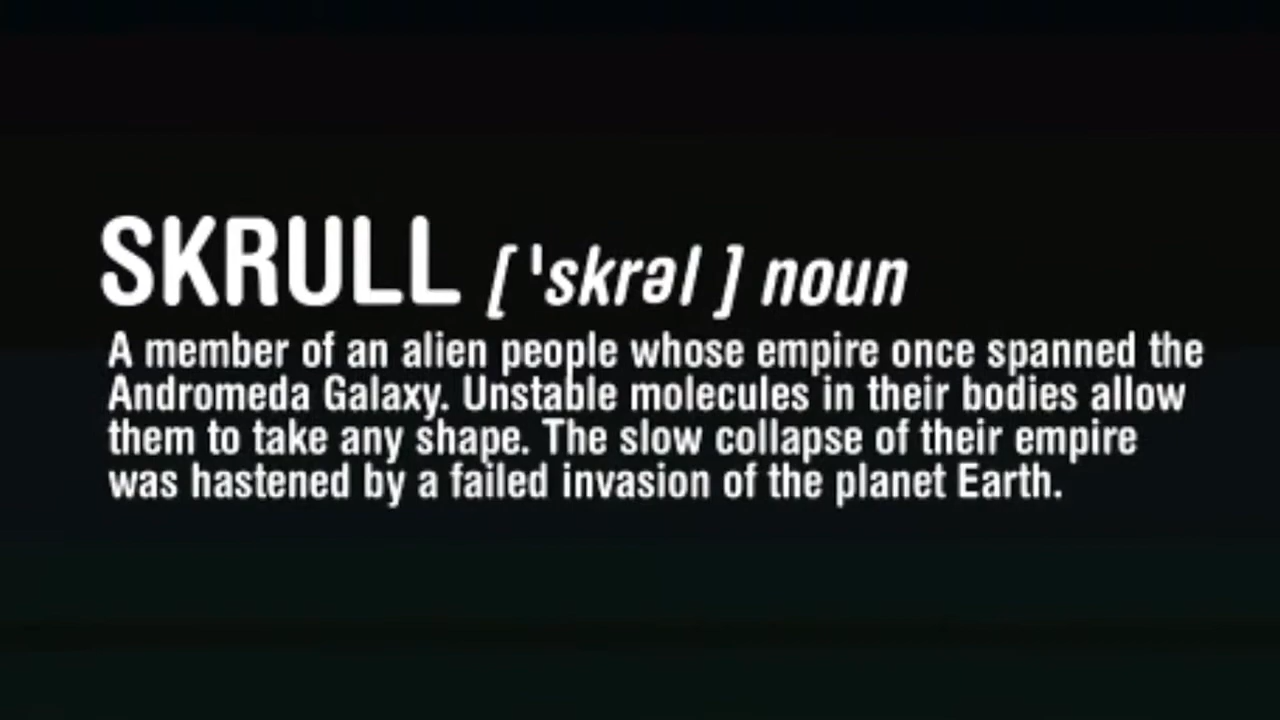 SKRULL [ ˈskrəl ] noun
A member of an alien people whose empire once spanned the
Andromeda Galaxy. Unstable molecules in their bodies allow
them to take any shape. The slow collapse of their empire
was hastened by a failed invasion of the planet Earth.